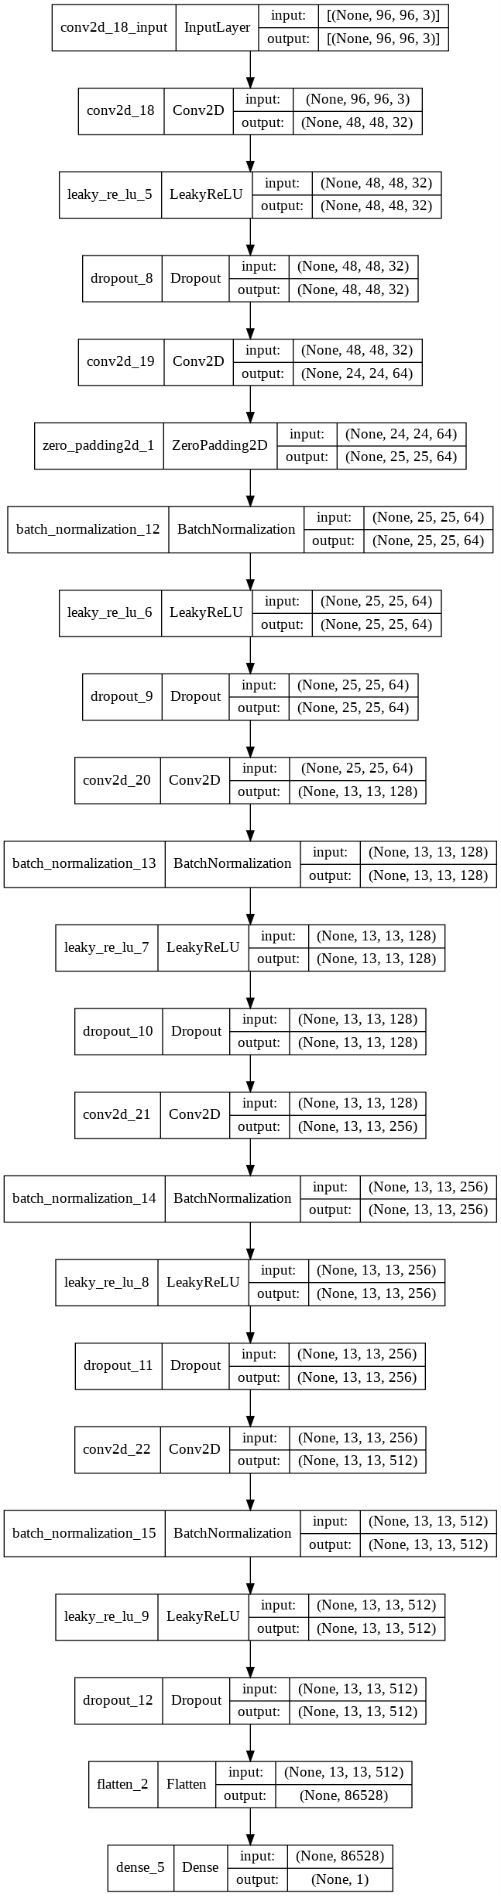 conv2d_18_input InputLayer input: [(None, 96, 96, 3)]
output: [(None, 96, 96, 3)]
conv2d_18 Conv2D input: (None, 96, 96, 3)
output: (None, 48, 48, 32)
leaky_re_lu_5 LeakyReLU input: (None, 48, 48, 32)
output: (None, 48, 48, 32)
dropout_8 Dropout input: (None, 48, 48, 32)
output: (None, 48, 48, 32)
conv2d_19 Conv2D input: (None, 48, 48, 32)
output: (None, 24, 24, 64)
zero_padding2d_1 ZeroPadding2D input: (None, 24, 24, 64)
output: (None, 25, 25, 64)
batch_normalization_12 BatchNormalization input: (None, 25, 25, 64)
output: (None, 25, 25, 64)
leaky_re_lu_6 LeakyReLU input: (None, 25, 25, 64)
output: (None, 25, 25, 64)
dropout_9 Dropout input: (None, 25, 25, 64)
output: (None, 25, 25, 64)
conv2d_20 Conv2D input: (None, 25, 25, 64)
output: (None, 13, 13, 128)
batch_normalization_13 BatchNormalization input: (None, 13, 13, 128)
output: (None, 13, 13, 128)
leaky_re_lu_7 LeakyReLU input: (None, 13, 13, 128)
output: (None, 13, 13, 128)
dropout_10 Dropout input: (None, 13, 13, 128)
output: (None, 13, 13, 128)
conv2d_21 Conv2D input: (None, 13, 13, 128)
output: (None, 13, 13, 256)
batch_normalization_14 BatchNormalization input: (None, 13, 13, 256)
output: (None, 13, 13, 256)
leaky_re_lu_8 LeakyReLU input: (None, 13, 13, 256)
output: (None, 13, 13, 256)
dropout_11 Dropout input: (None, 13, 13, 256)
output: (None, 13, 13, 256)
conv2d_22 Conv2D input: (None, 13, 13, 256)
output: (None, 13, 13, 512)
batch_normalization_15 BatchNormalization input: (None, 13, 13, 512)
output: (None, 13, 13, 512)
leaky_re_lu_9 LeakyReLU input: (None, 13, 13, 512)
output: (None, 13, 13, 512)
dropout_12 Dropout input: (None, 13, 13, 512)
output: (None, 13, 13, 512)
flatten_2 Flatten input: (None, 13, 13, 512)
output: (None, 86528)
dense_5 Dense input: (None, 86528)
output: (None, 1)